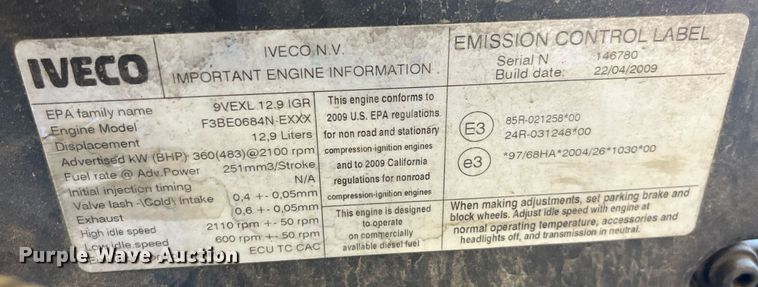 IVECO
IVECO N.V.
IMPORTANT ENGINE INFORMATION
EPA family name 9VEXL 12.9 IGR
Engine Model F3BE0684N-EXXX
Displacement 12,9 Liters
Advertised kW (BHP) 360(483)@2100 rpm
Fuel rate @ Adv.Power 251mm3/Stroke
Initial injection timing N/A
Valve lash (Cold) Intake 0,4 +- 0,05mm
Exhaust 0,6 +- 0,05mm
High idle speed 2110 rpm +- 50 rpm
Low idle speed 600 rpm +- 50 rpm
ECU TC CAC
This engine conforms to
2009 U.S. EPA regulations
for non road and stationary
compression-ignition engines
and to 2009 California
regulations for nonroad
compression-ignition engines
This engine is designed
to operate
on commercially
available diesel fuel
EMISSION CONTROL LABEL
Serial N 146780
Build date: 22/04/2009
E3
85R-021258*00
24R-031248*00
e3
*97/68HA*2004/26*1030*00
When making adjustments, set parking brake and
block wheels. Adjust idle speed with engine at
normal operating temperature, accessories and
headlights off, and transmission in neutral.
Purple Wave Auction